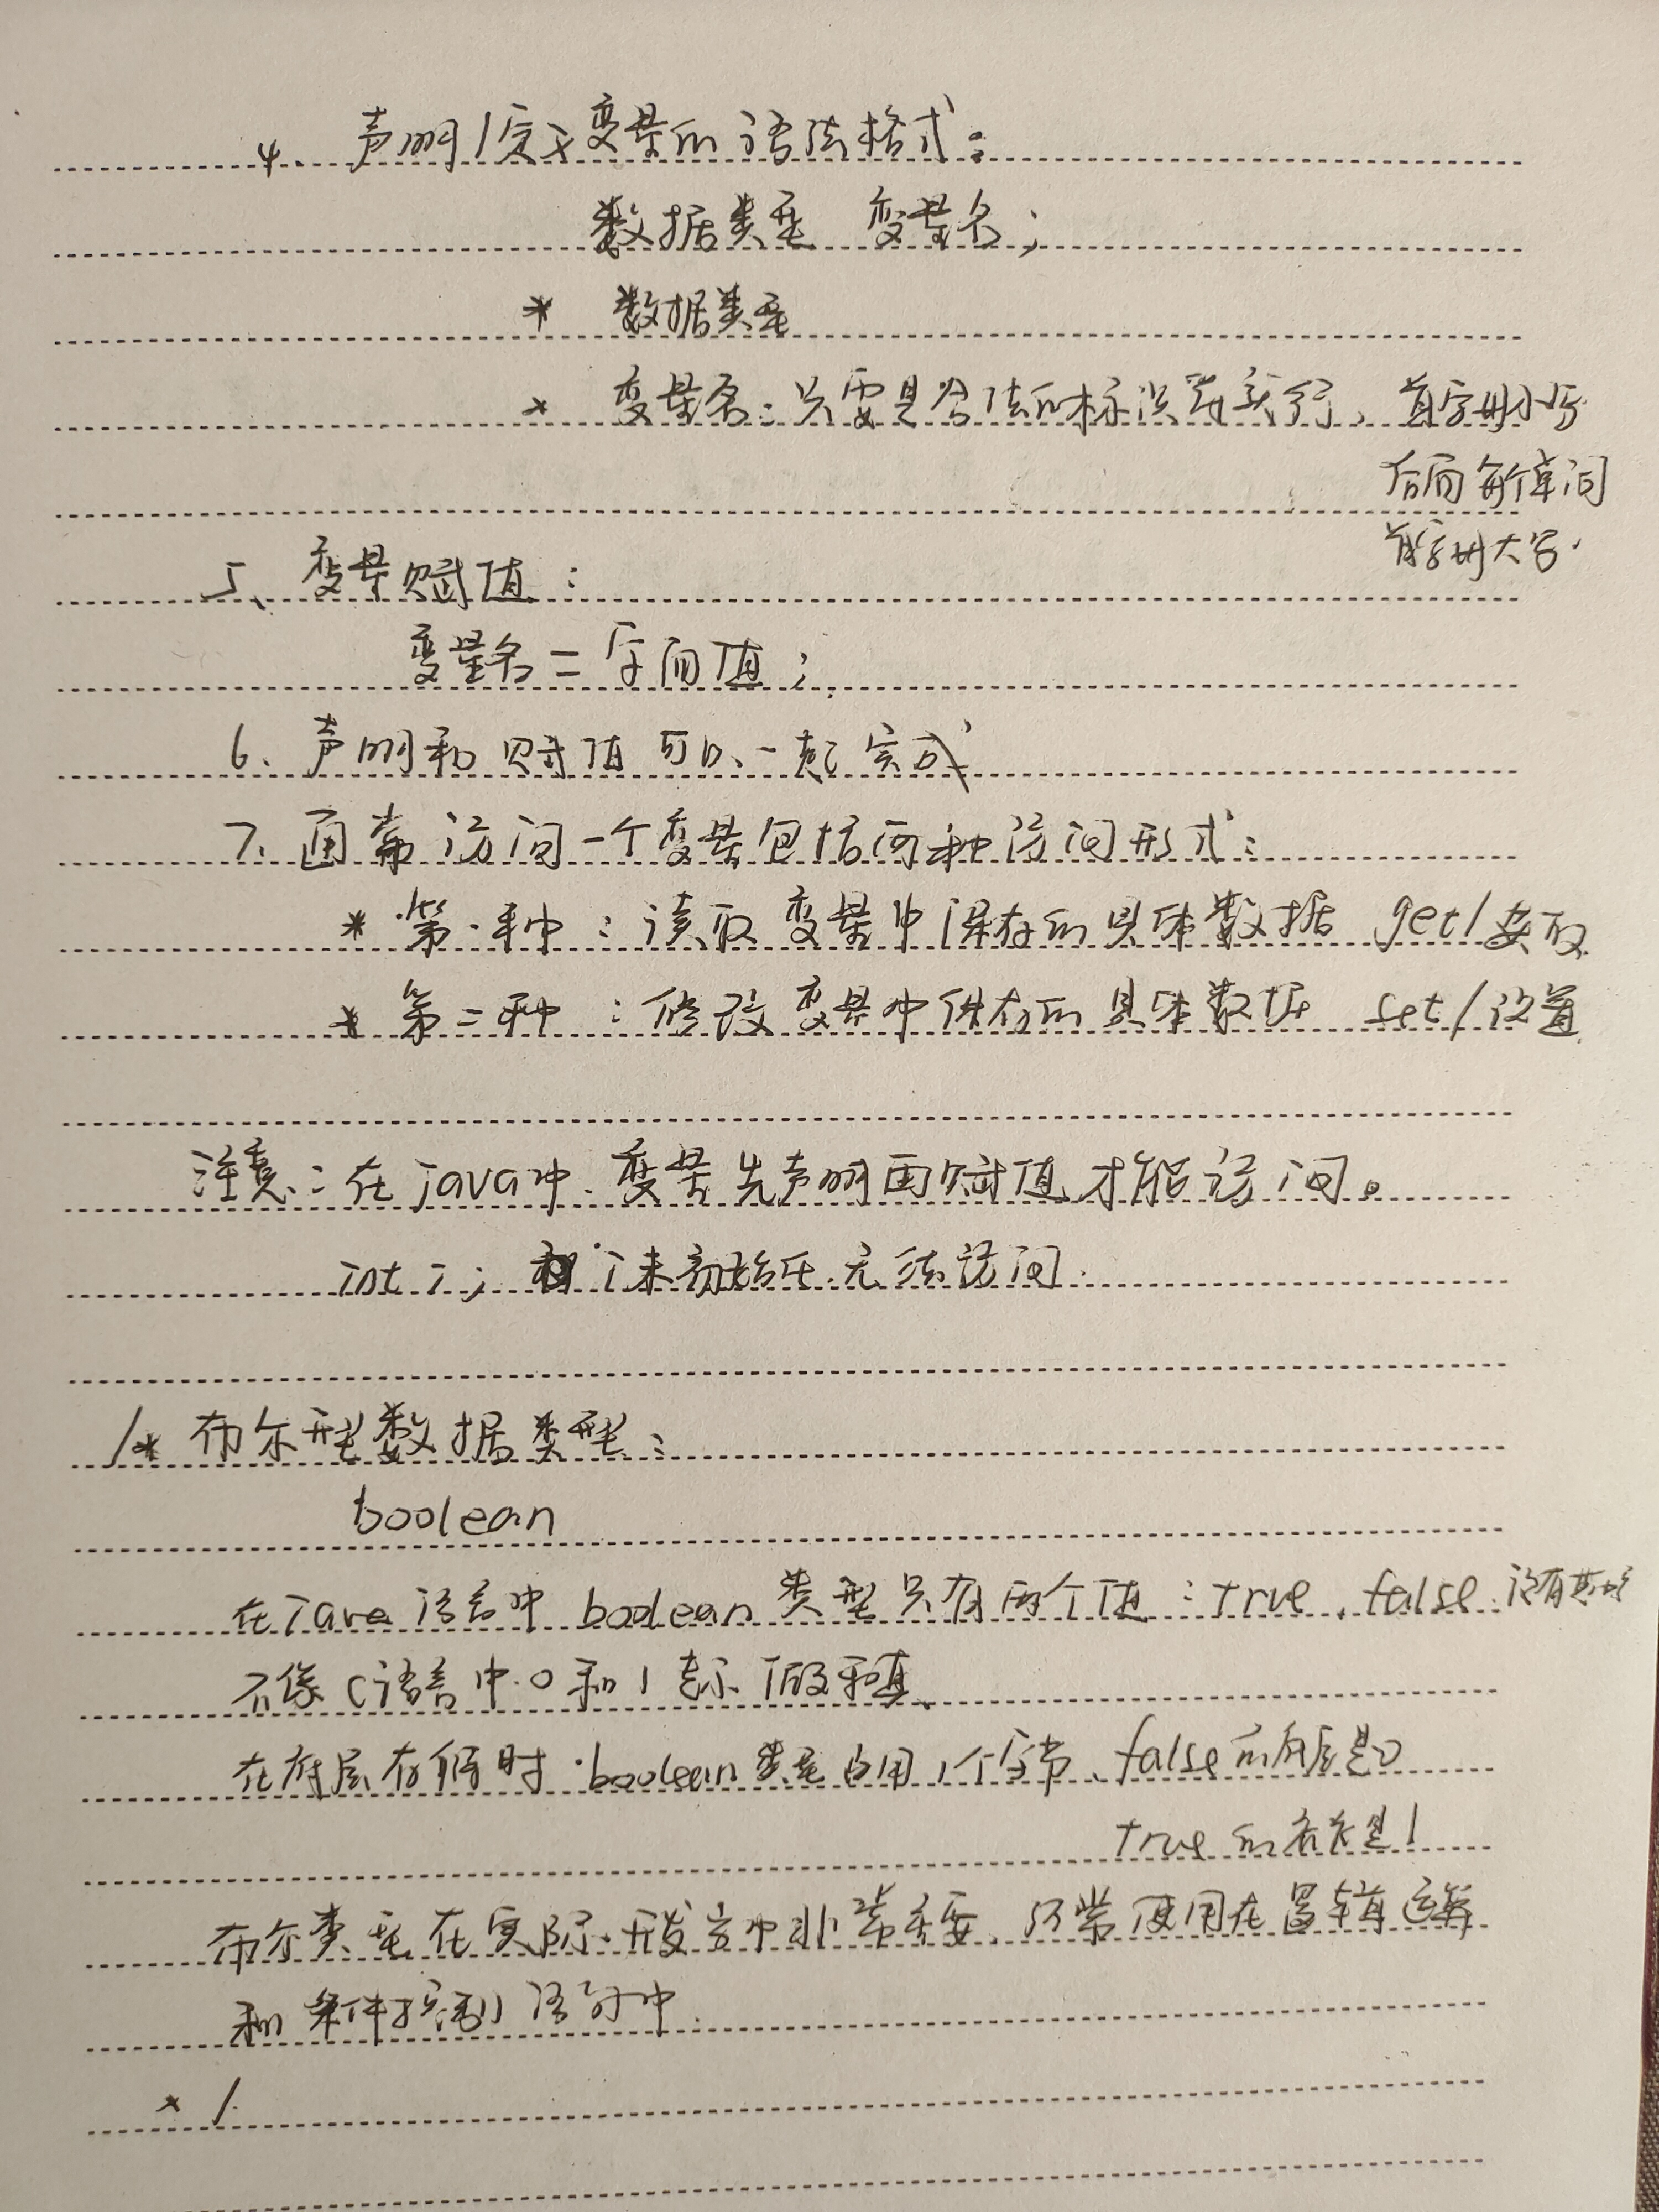 4、声明/定义变量的语法格式：
数据类型 变量名；
* 数据类型
* 变量名：只要是合法的标识符就行、首字母小写
后面每个单词
首字母大写.
5、变量赋值：
变量名 = 字面值；
6、声明和赋值可以一起完成
7、通常访问一个变量包括两种访问形式：
* 第一种：读取变量中保存的具体数据 get/获取
* 第二种：修改变量中保存的具体数据 set/设置
注意：在java中、变量先声明再赋值才能访问。
int i； i未初始化.无法访问.
/* 布尔型数据类型：
boolean
在java语言中boolean类型只有两个值：true、false、没有其他
不像C语言中.0和1表示假和真、
在底层存储时.boolean类型占用1个字节、false的底层是0
true的底层是1
布尔类型在实际开发中非常重要、经常使用在逻辑运算
和条件控制语句中.
* /